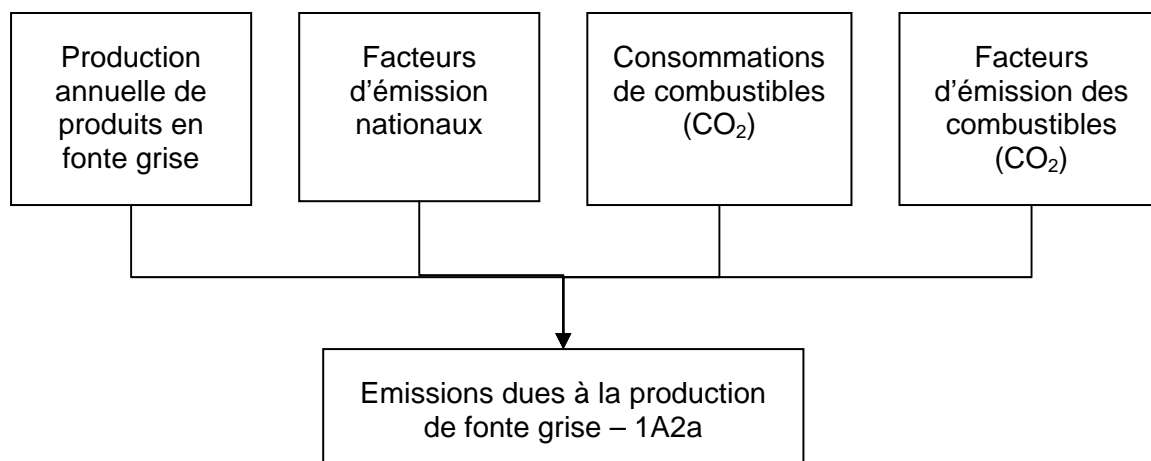 Production
annuelle de
produits en
fonte grise
Facteurs
d’émission
nationaux
Consommations
de combustibles
(CO₂)
Facteurs
d’émission des
combustibles
(CO₂)
Emissions dues à la production
de fonte grise – 1A2a